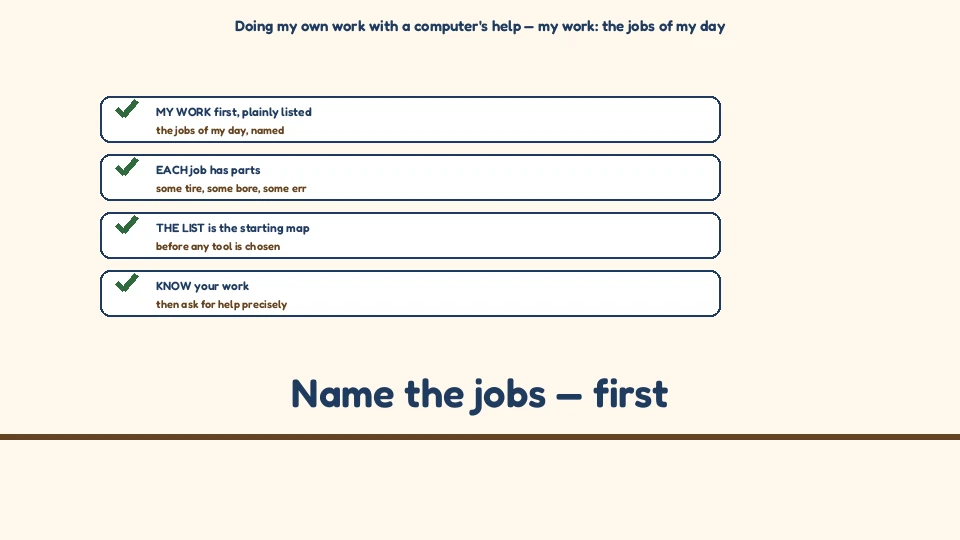 Doing my own work with a computer's help — my work: the jobs of my day
MY WORK first, plainly listed
the jobs of my day, named
EACH job has parts
some tire, some bore, some err
THE LIST is the starting map
before any tool is chosen
KNOW your work
then ask for help precisely
Name the jobs — first